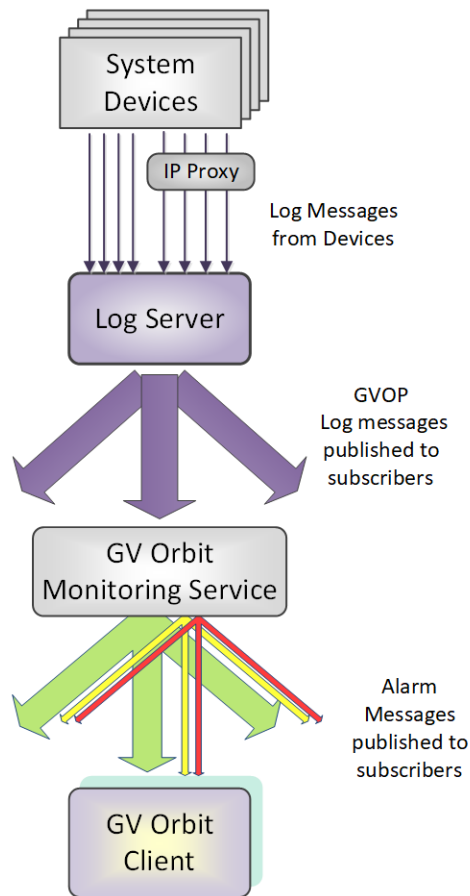 System
Devices
IP Proxy
Log Messages
from Devices
Log Server
GVOP
Log messages
published to
subscribers
GV Orbit
Monitoring Service
Alarm
Messages
published to
subscribers
GV Orbit
Client